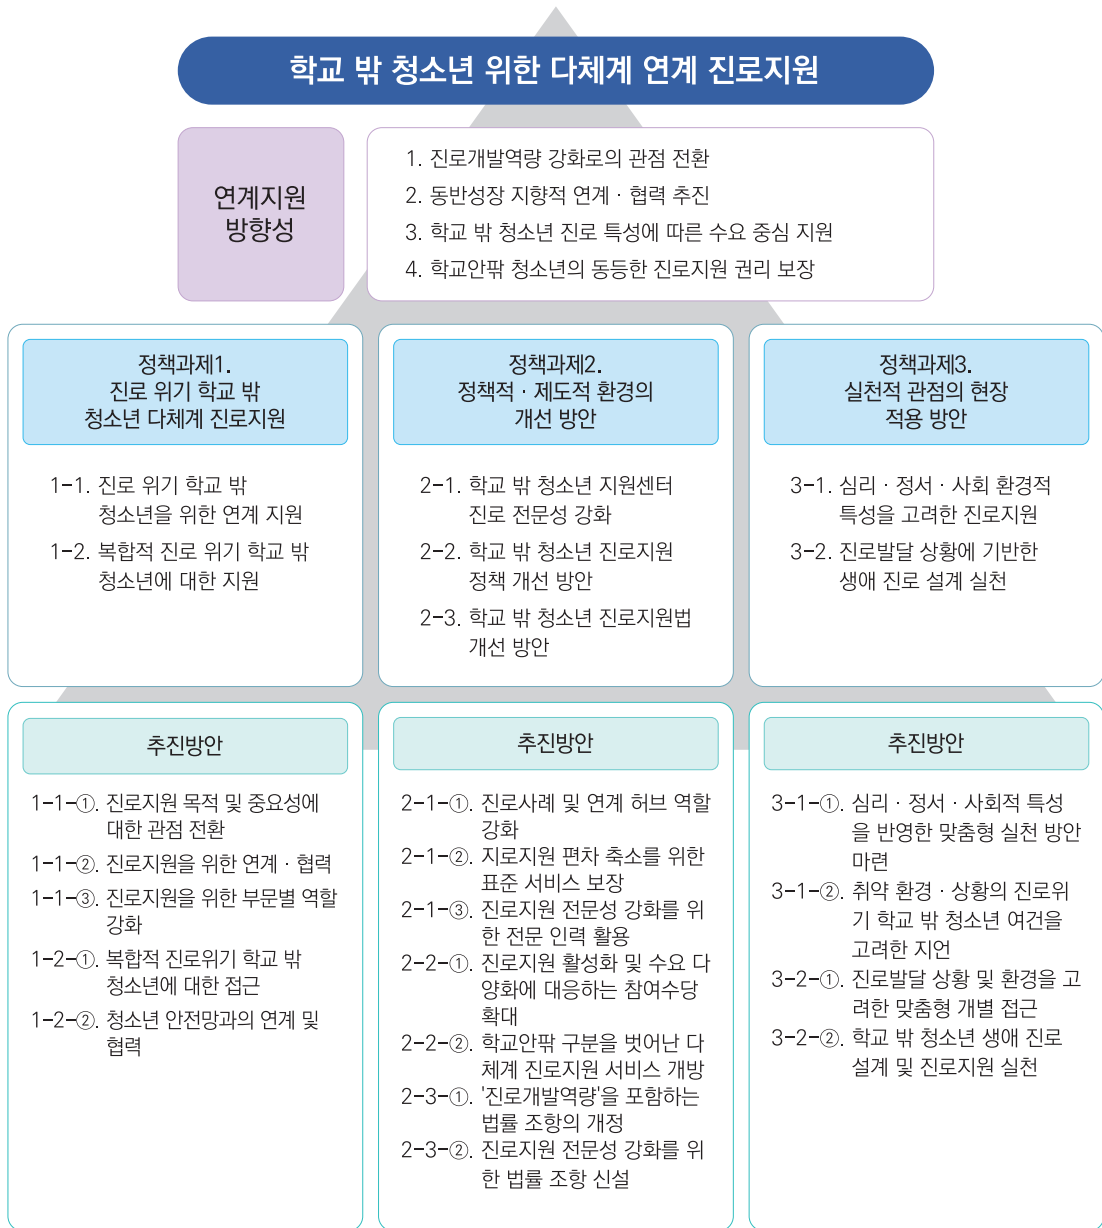 학교 밖 청소년 위한 다체계 연계 진로지원
연계지원
방향성
1. 진로개발역량 강화로의 관점 전환
2. 동반성장 지향적 연계 · 협력 추진
3. 학교 밖 청소년 진로 특성에 따른 수요 중심 지원
4. 학교안팎 청소년의 동등한 진로지원 권리 보장
정책과제1.
진로 위기 학교 밖
청소년 다체계 진로지원
1-1. 진로 위기 학교 밖
청소년을 위한 연계 지원
1-2. 복합적 진로 위기 학교 밖
청소년에 대한 지원
정책과제2.
정책적 · 제도적 환경의
개선 방안
2-1. 학교 밖 청소년 지원센터
진로 전문성 강화
2-2. 학교 밖 청소년 진로지원
정책 개선 방안
2-3. 학교 밖 청소년 진로지원법
개선 방안
정책과제3.
실천적 관점의 현장
적용 방안
3-1. 심리 · 정서 · 사회 환경적
특성을 고려한 진로지원
3-2. 진로발달 상황에 기반한
생애 진로 설계 실천
추진방안
1-1-①. 진로지원 목적 및 중요성에
대한 관점 전환
1-1-②. 진로지원을 위한 연계 · 협력
1-1-③. 진로지원을 위한 부문별 역할
강화
1-2-①. 복합적 진로위기 학교 밖
청소년에 대한 접근
1-2-②. 청소년 안전망과의 연계 및
협력
추진방안
2-1-①. 진로사례 및 연계 허브 역할
강화
2-1-②. 지로지원 편차 축소를 위한
표준 서비스 보장
2-1-③. 진로지원 전문성 강화를 위
한 전문 인력 활용
2-2-①. 진로지원 활성화 및 수요 다
양화에 대응하는 참여수당
확대
2-2-②. 학교안팎 구분을 벗어난 다
체계 진로지원 서비스 개방
2-3-①. '진로개발역량'을 포함하는
법률 조항의 개정
2-3-②. 진로지원 전문성 강화를 위
한 법률 조항 신설
추진방안
3-1-①. 심리 · 정서 · 사회적 특성
을 반영한 맞춤형 실천 방안
마련
3-1-②. 취약 환경 · 상황의 진로위
기 학교 밖 청소년 여건을
고려한 지언
3-2-①. 진로발달 상황 및 환경을 고
려한 맞춤형 개별 접근
3-2-②. 학교 밖 청소년 생애 진로
설계 및 진로지원 실천